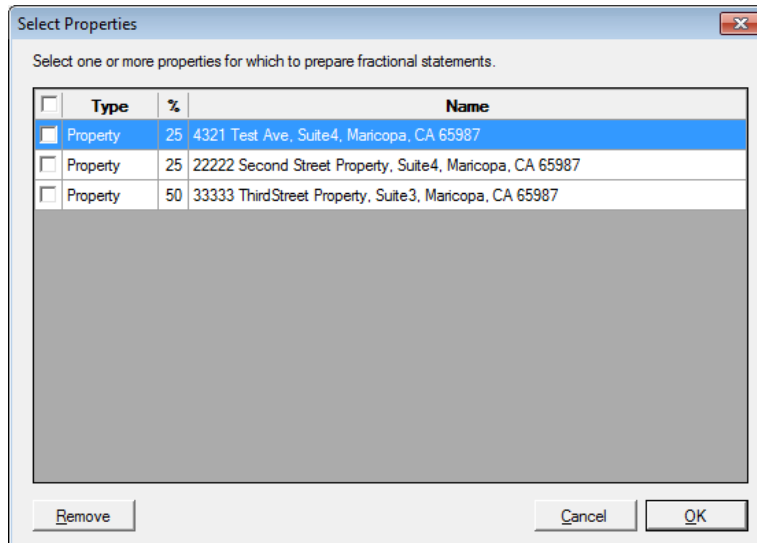 Select Properties
Select one or more properties for which to prepare fractional statements.
Type % Name
Property 25 4321 Test Ave, Suite4, Maricopa, CA 65987
Property 25 22222 Second Street Property, Suite4, Maricopa, CA 65987
Property 50 33333 ThirdStreet Property, Suite3, Maricopa, CA 65987
Remove Cancel OK